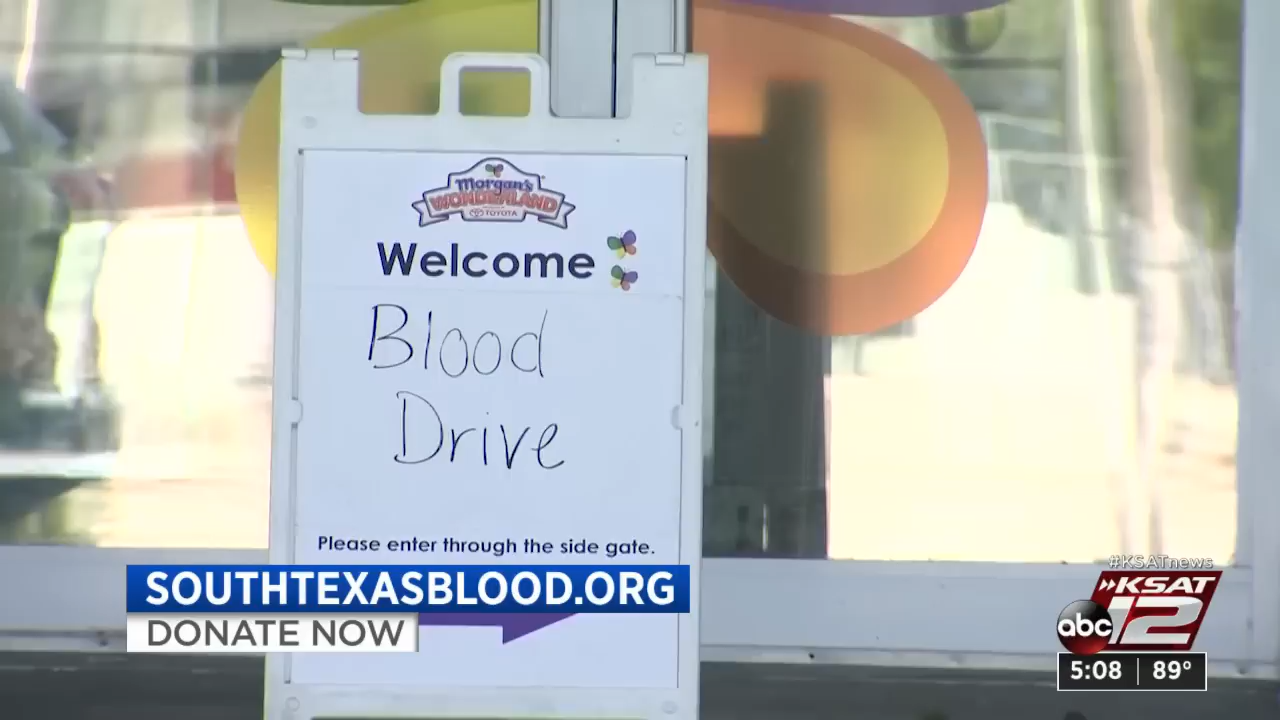 Morgan's
WONDERLAND
TOYOTA
Welcome
Blood
Drive
Please enter through the side gate.
SOUTHTEXASBLOOD.ORG
DONATE NOW
#KSATnews
KSAT
abc 12
5:08 89°